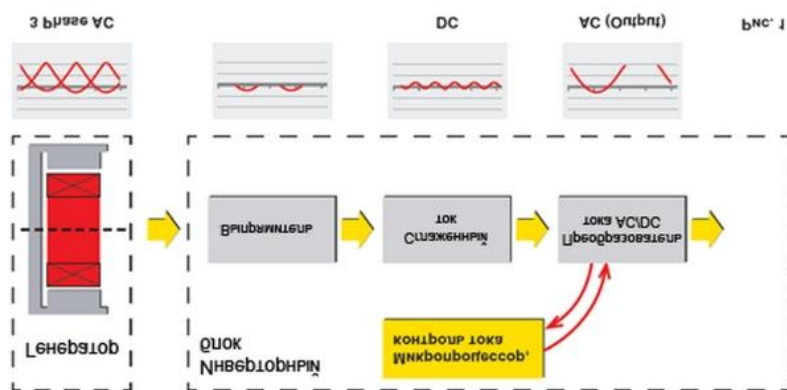 Генератор
Инверторный
блок
Микропроцессор,
контроль тока
Выпрямитель
Сглаженный
ток
Преобразователь
тока AC/DC
3 Phase AC
DC
AC (Output)
Рис. 1